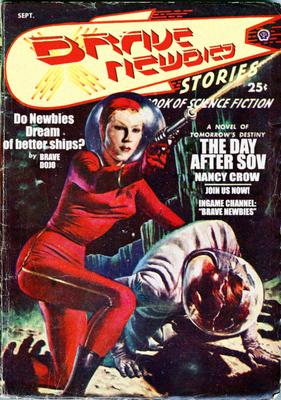 SEPT.
BRAVE
NEWBIES
STORIES
25¢
BOOK OF SCIENCE FICTION
Do Newbies
Dream
of better ships?
by BRAVE
DOJO
A NOVEL OF
TOMORROW'S DESTINY
THE DAY
AFTER SOV
NANCY CROW
JOIN US NOW!
INGAME CHANNEL:
"BRAVE NEWBIES"